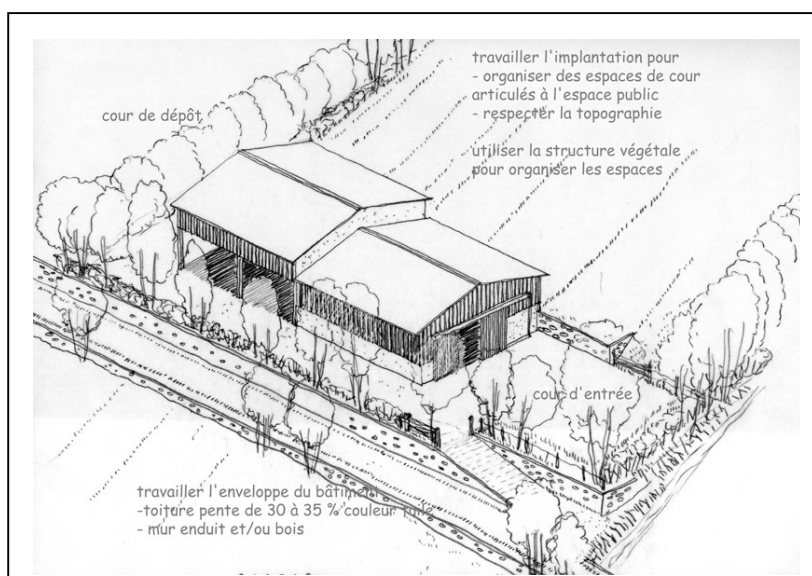 travailler l'implantation pour
- organiser des espaces de cour
articulés à l'espace public
- respecter la topographie
utiliser la structure végétale
pour organiser les espaces
cour de dépôt
cour d'entrée
travailler l'enveloppe du bâtiment
-toiture pente de 30 à 35 % couleur tuile
- mur enduit et/ou bois